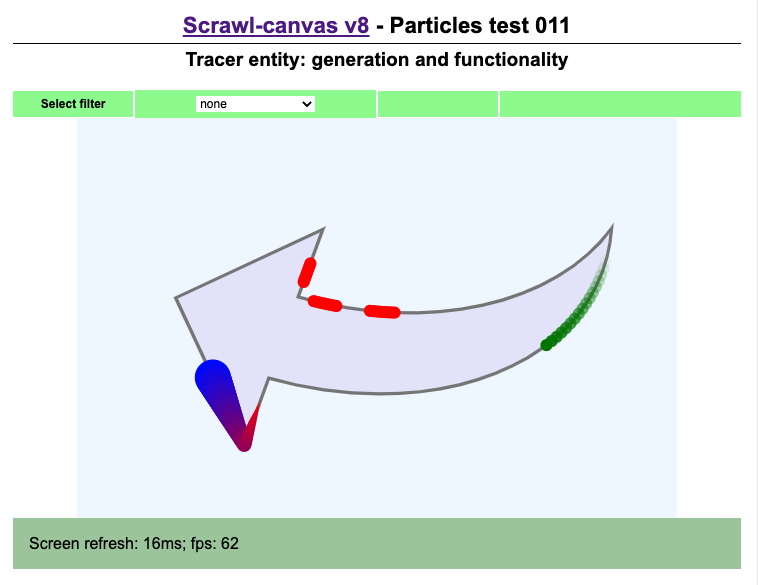 Scrawl-canvas v8 - Particles test 011
Tracer entity: generation and functionality
Select filter none
Screen refresh: 16ms; fps: 62